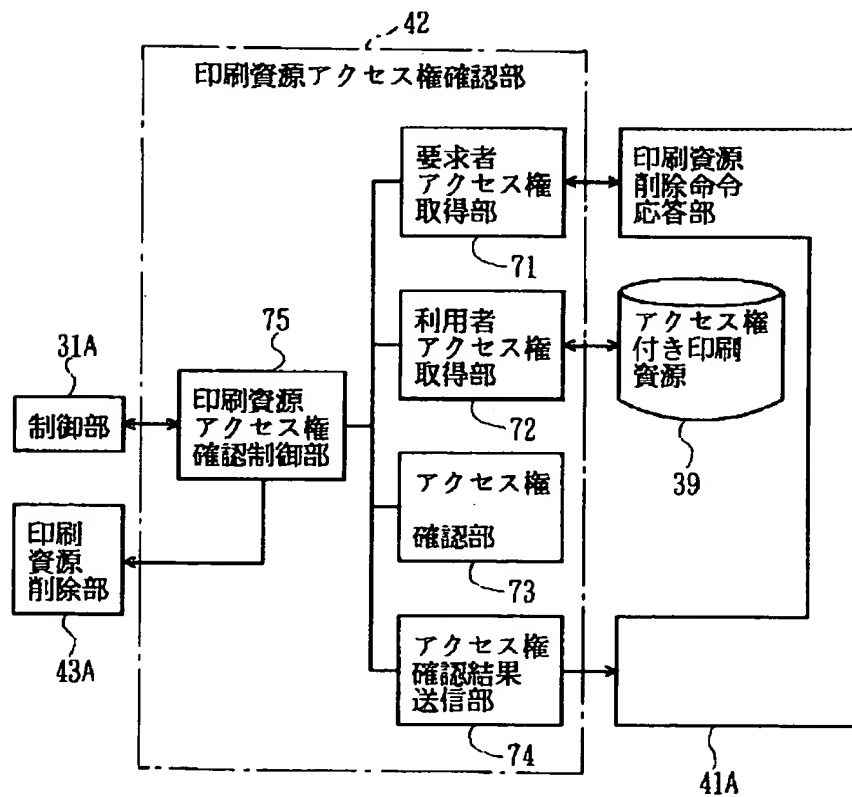 42
印刷資源アクセス権確認部
要求者
アクセス権
取得部
71
印刷資源
削除命令
応答部
75
利用者
アクセス権
取得部
72
アクセス権
付き印刷
資源
39
31A
制御部
印刷資源
アクセス権
確認制御部
アクセス権
確認部
73
印刷
資源
削除部
43A
アクセス権
確認結果
送信部
74
41A